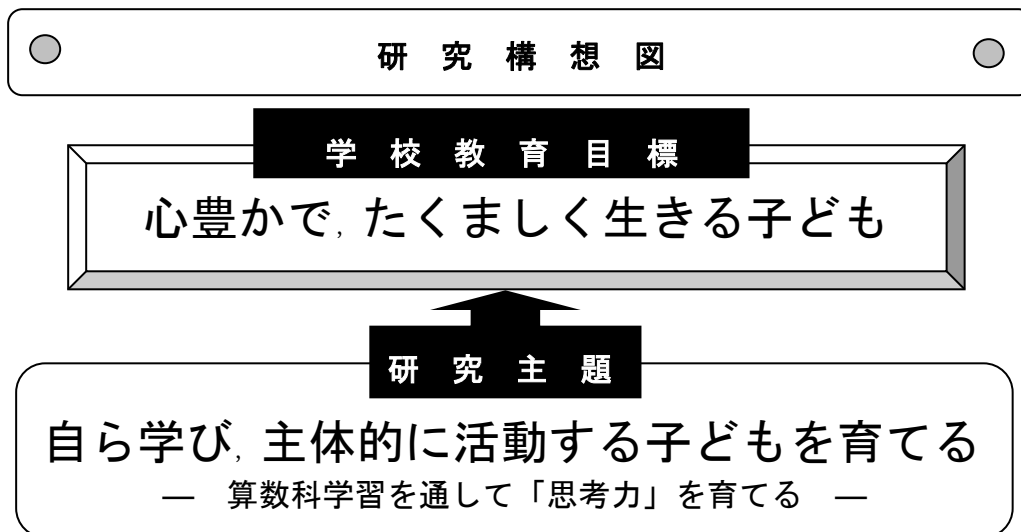 研究構想図
学校教育目標
心豊かで，たくましく生きる子ども
研究主題
自ら学び，主体的に活動する子どもを育てる
― 算数科学習を通して「思考力」を育てる ―